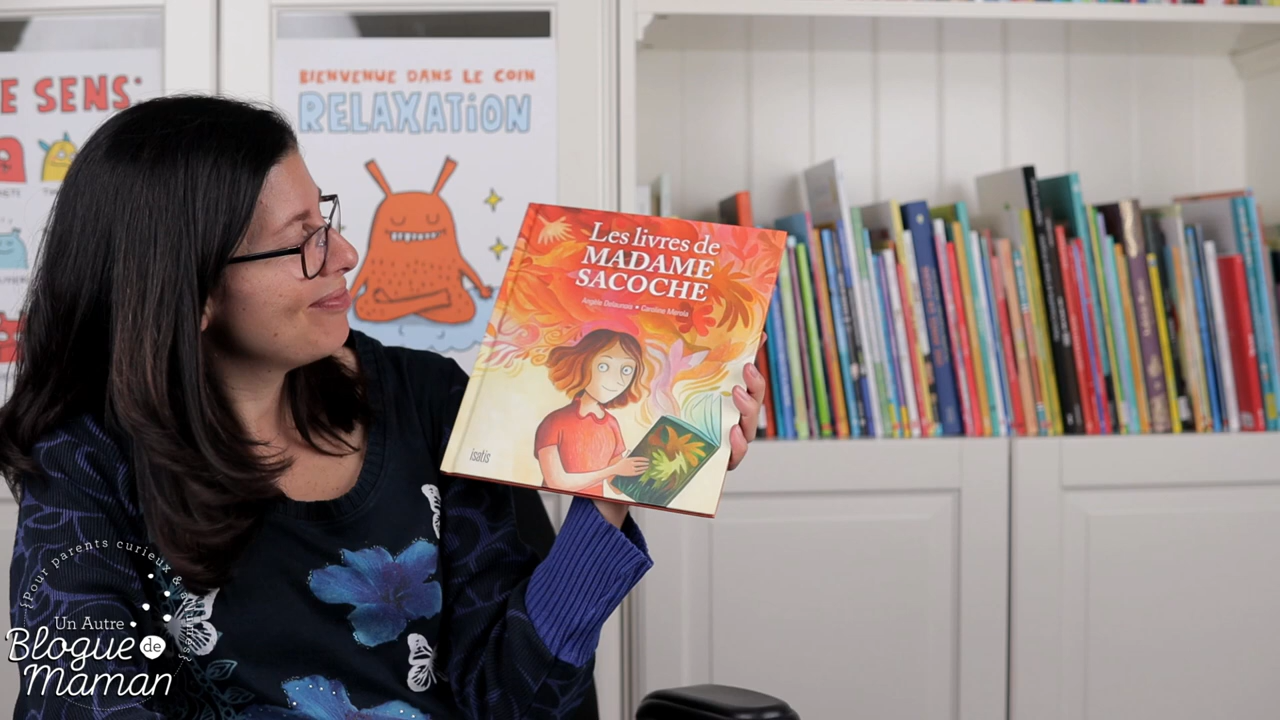 E SENS:
BIENVENUE DANS LE COIN
RELAXATION
Les livres de
MADAME
SACOCHE
Angèle Delaunois • Caroline Merola
isatis
{Pour parents curieux & animés}
Un Autre
Blogue de
Maman